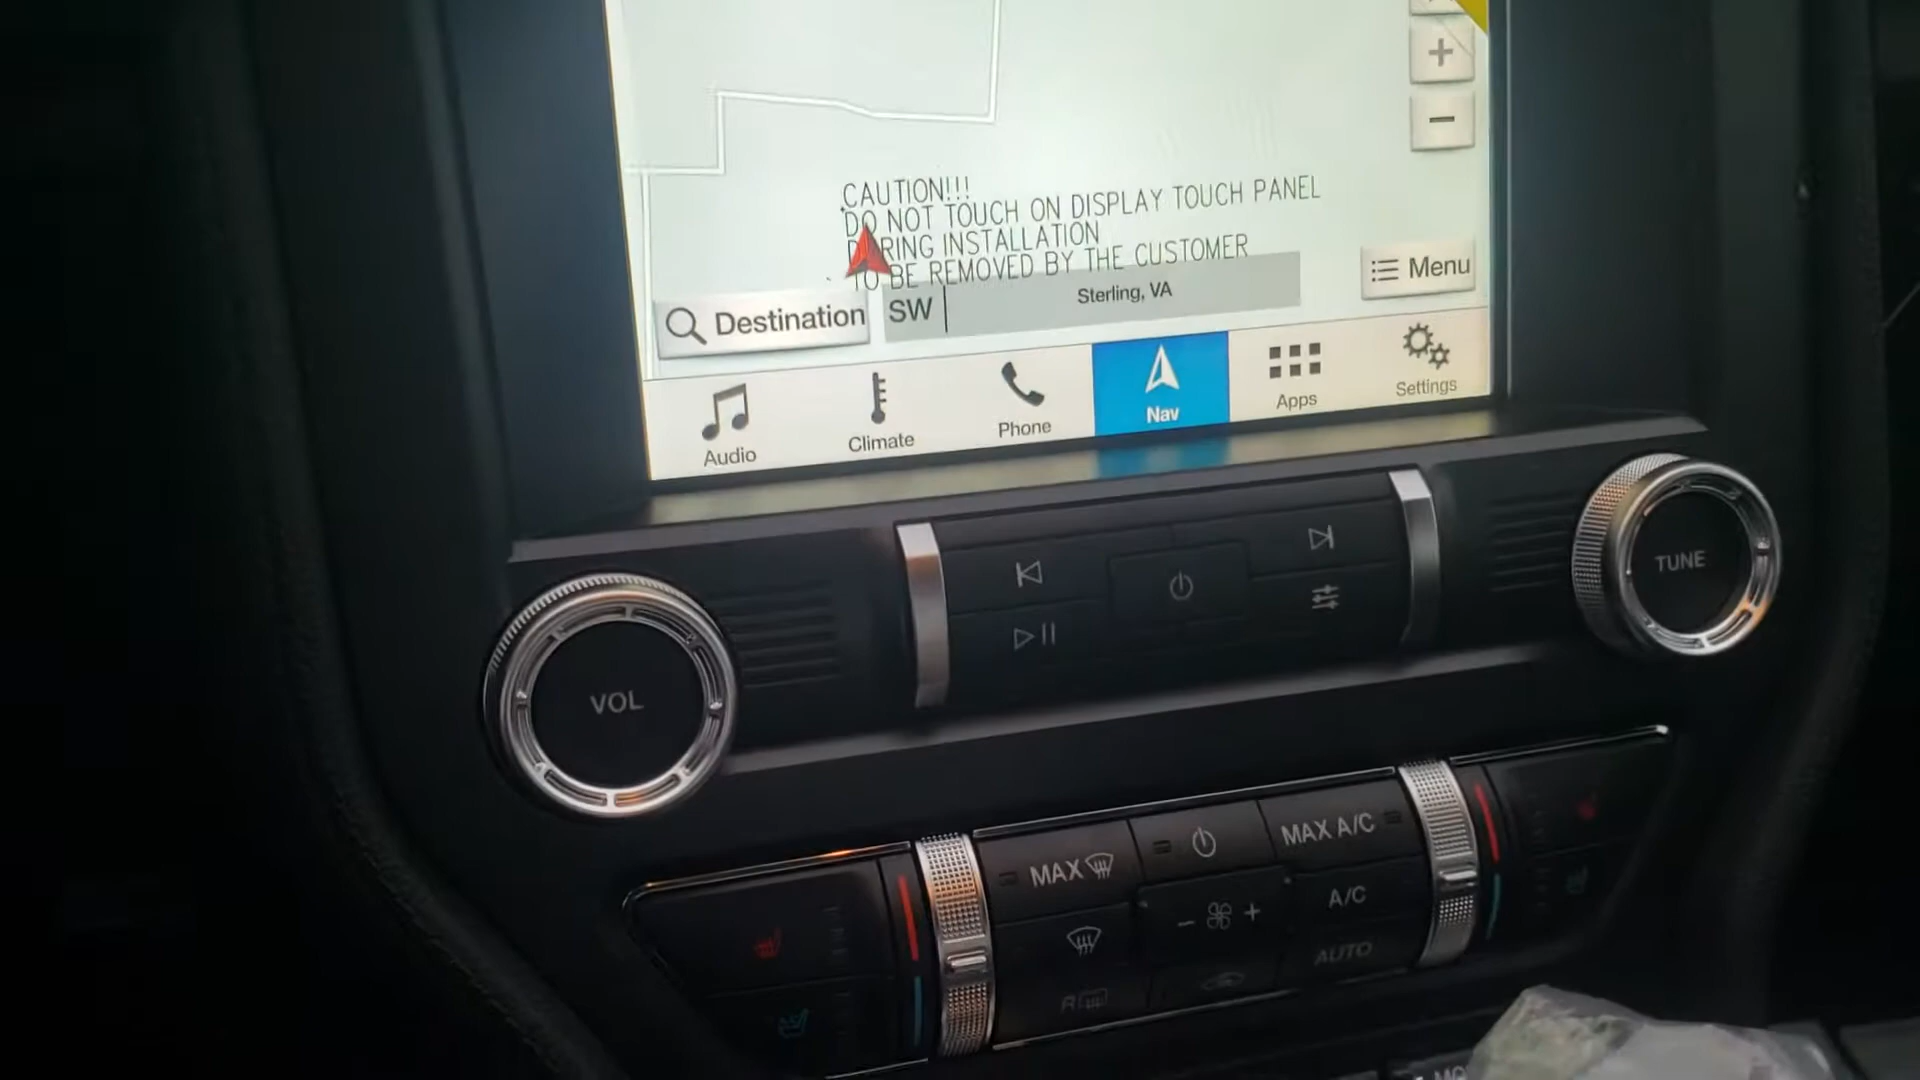 CAUTION!!!
DO NOT TOUCH ON DISPLAY TOUCH PANEL
DURING INSTALLATION
TO BE REMOVED BY THE CUSTOMER
Menu
Destination
SW
Sterling, VA
Audio
Climate
Phone
Nav
Apps
Settings
TUNE
VOL
MAX
MAX A/C
A/C
AUTO
R